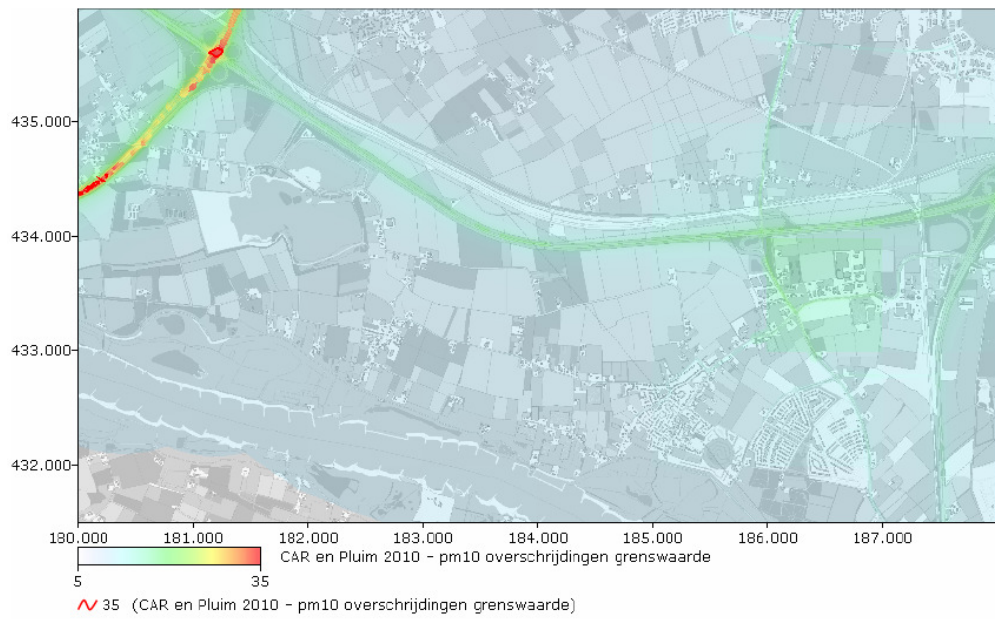 435.000
434.000
433.000
432.000
180.000 181.000 182.000 183.000 184.000 185.000 186.000 187.000
CAR en Pluim 2010 - pm10 overschrijdingen grenswaarde
5 35
35 (CAR en Pluim 2010 - pm10 overschrijdingen grenswaarde)